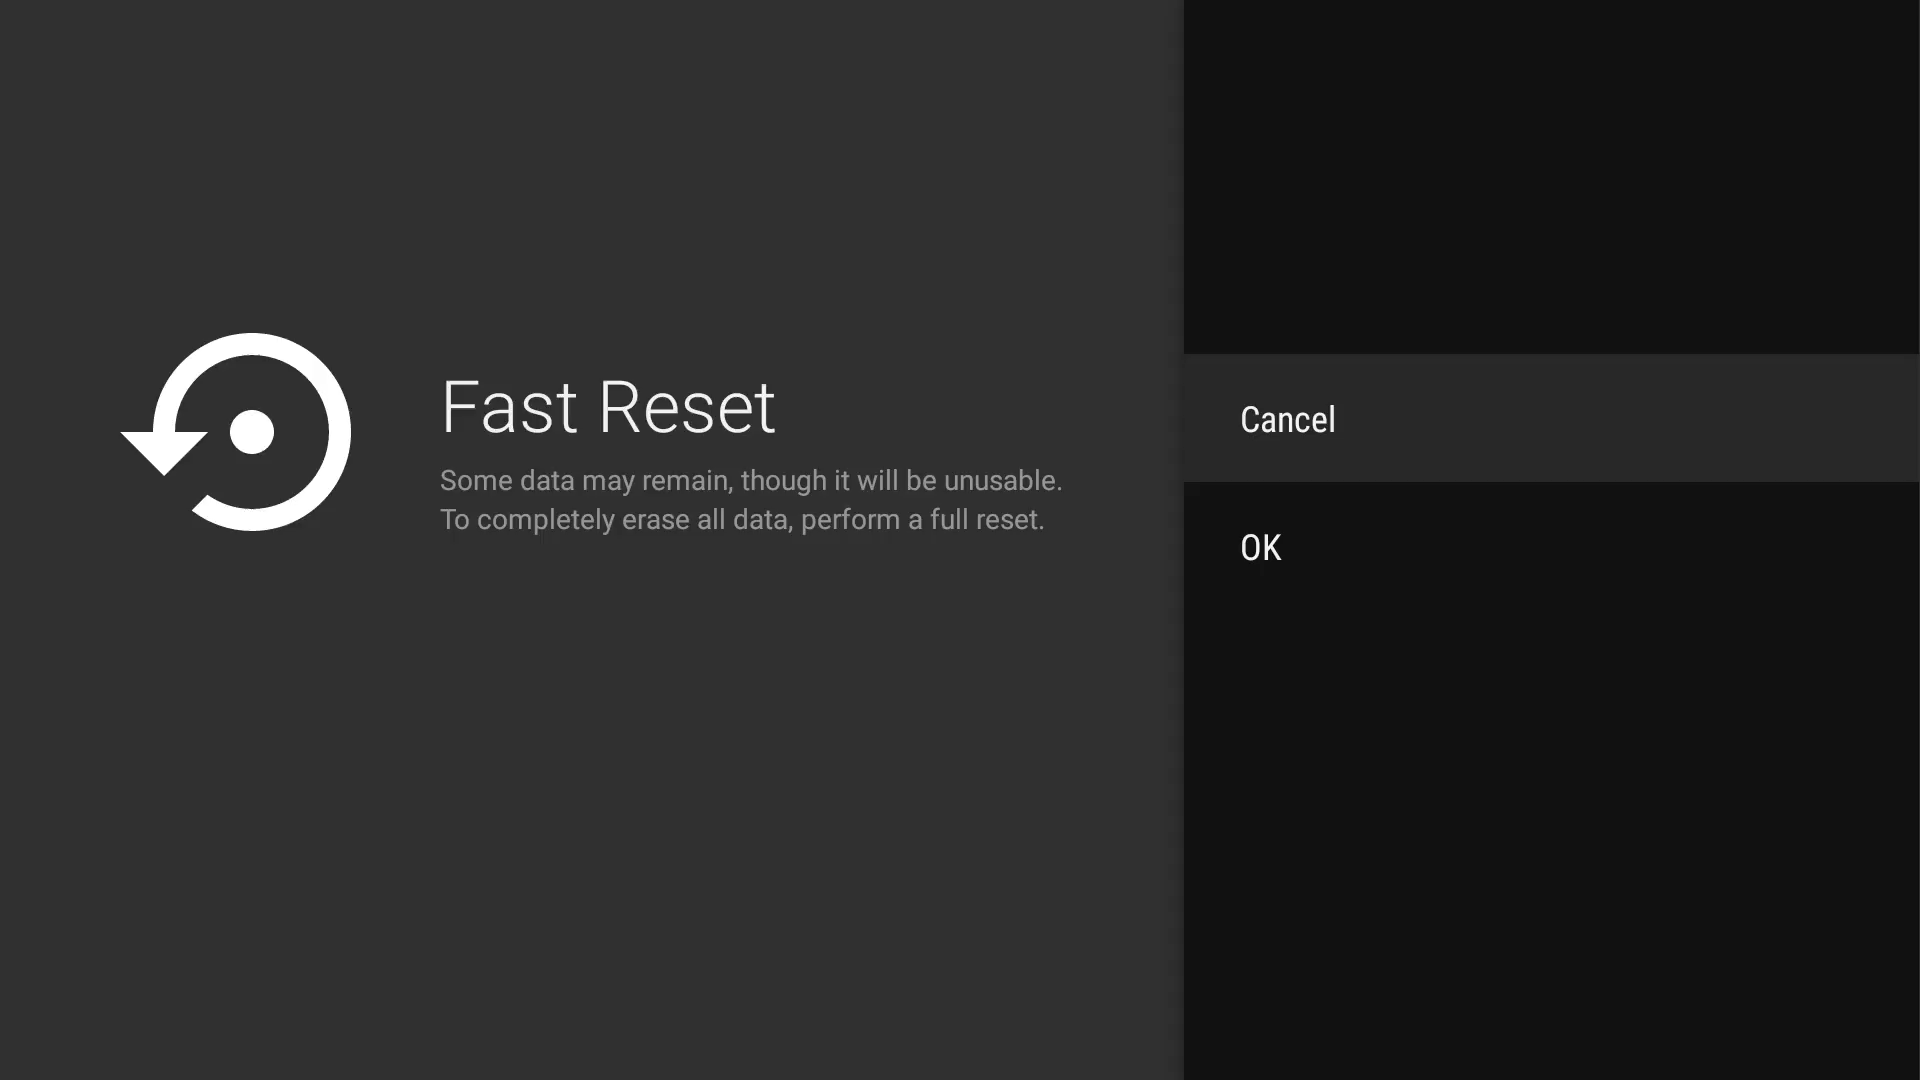 Fast Reset
Some data may remain, though it will be unusable.
To completely erase all data, perform a full reset.
Cancel
OK